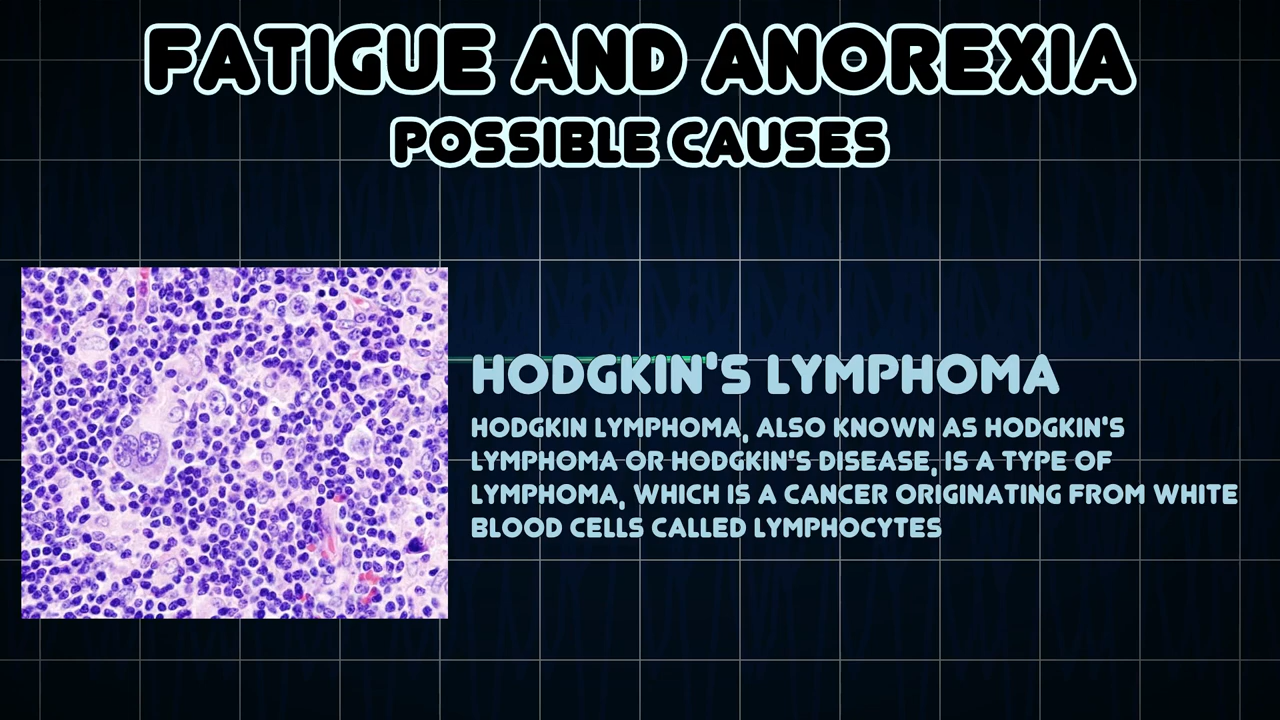 FATIGUE AND ANOREXIA
POSSIBLE CAUSES
HODGKIN'S LYMPHOMA
HODGKIN LYMPHOMA, ALSO KNOWN AS HODGKIN'S
LYMPHOMA OR HODGKIN'S DISEASE, IS A TYPE OF
LYMPHOMA, WHICH IS A CANCER ORIGINATING FROM WHITE
BLOOD CELLS CALLED LYMPHOCYTES